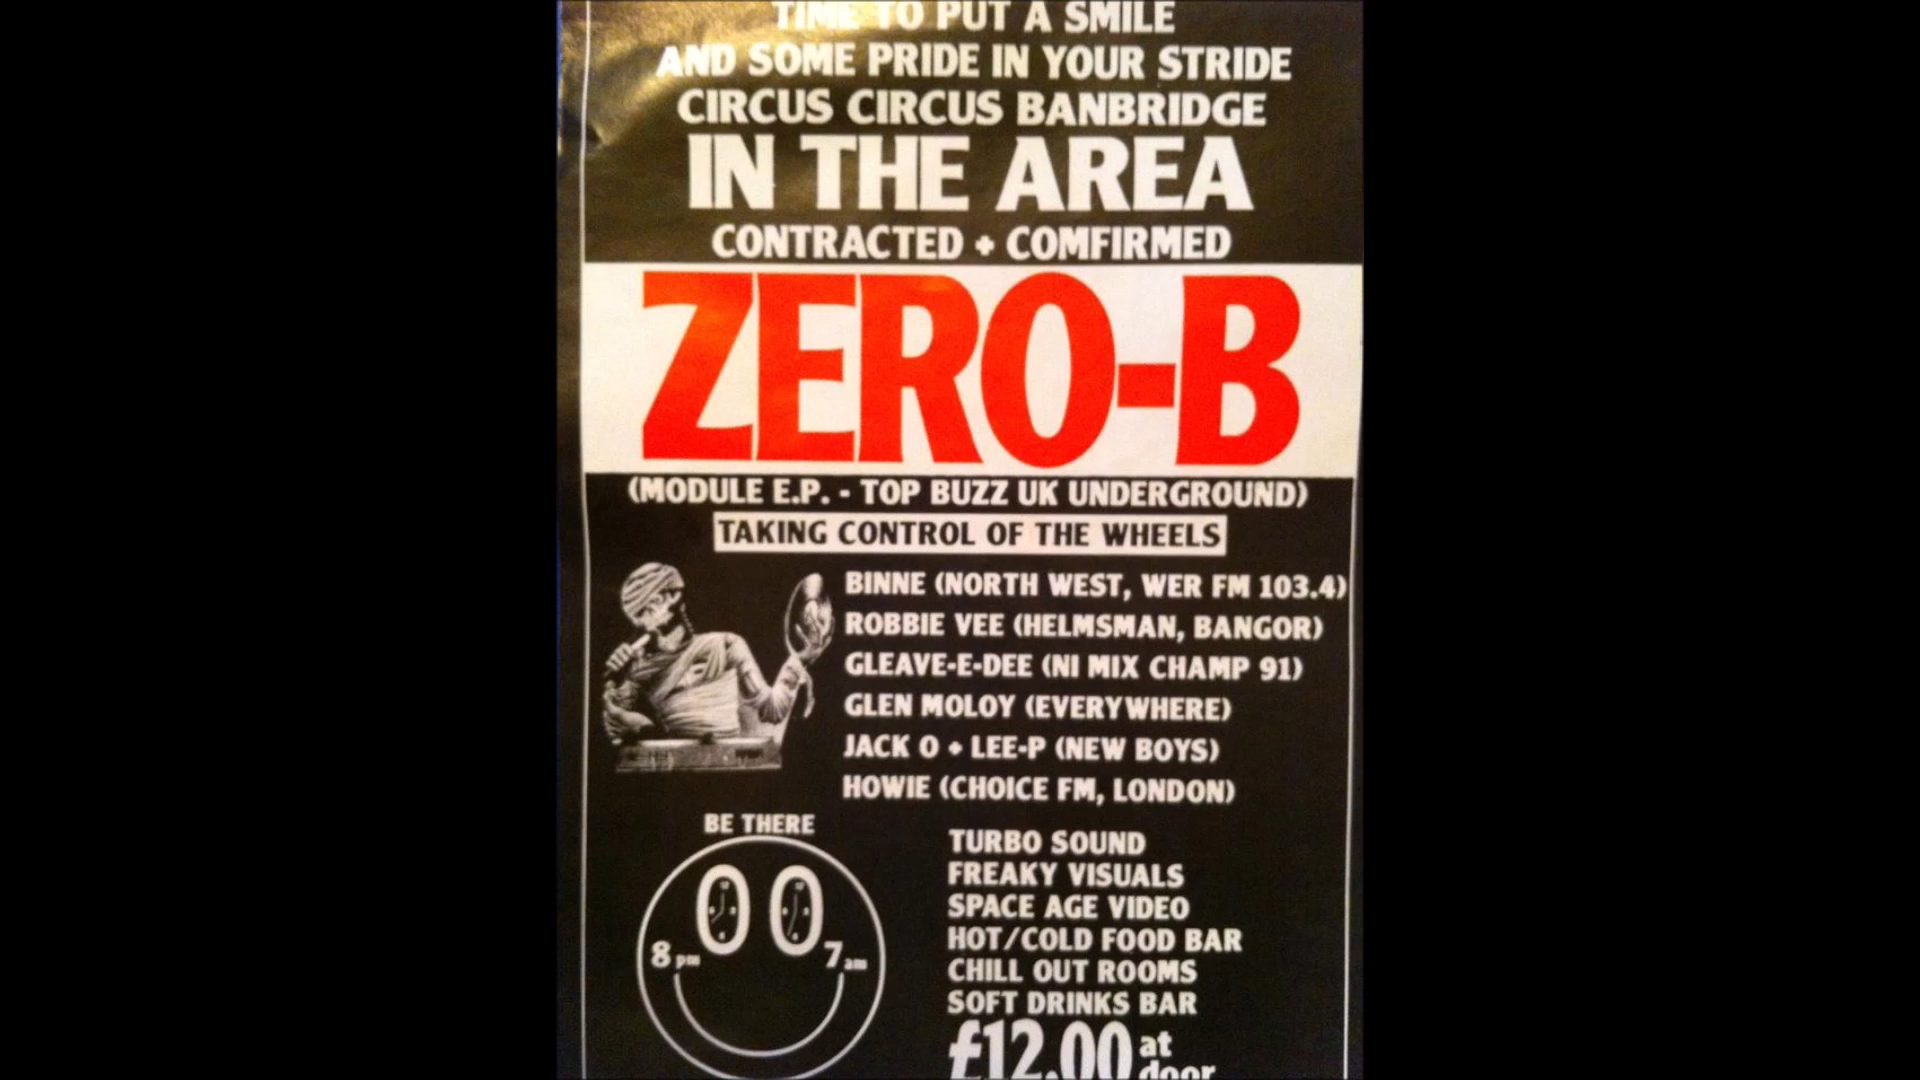 TIME TO PUT A SMILE
AND SOME PRIDE IN YOUR STRIDE
CIRCUS CIRCUS BANBRIDGE
IN THE AREA
CONTRACTED + COMFIRMED
ZERO-B
(MODULE E.P. - TOP BUZZ UK UNDERGROUND)
TAKING CONTROL OF THE WHEELS
BINNE (NORTH WEST, WER FM 103.4)
ROBBIE VEE (HELMSMAN, BANGOR)
GLEAVE-E-DEE (NI MIX CHAMP 91)
GLEN MOLOY (EVERYWHERE)
JACK O + LEE-P (NEW BOYS)
HOWIE (CHOICE FM, LONDON)
BE THERE
8pm 7am
TURBO SOUND
FREAKY VISUALS
SPACE AGE VIDEO
HOT/COLD FOOD BAR
CHILL OUT ROOMS
SOFT DRINKS BAR
£12.00 at door